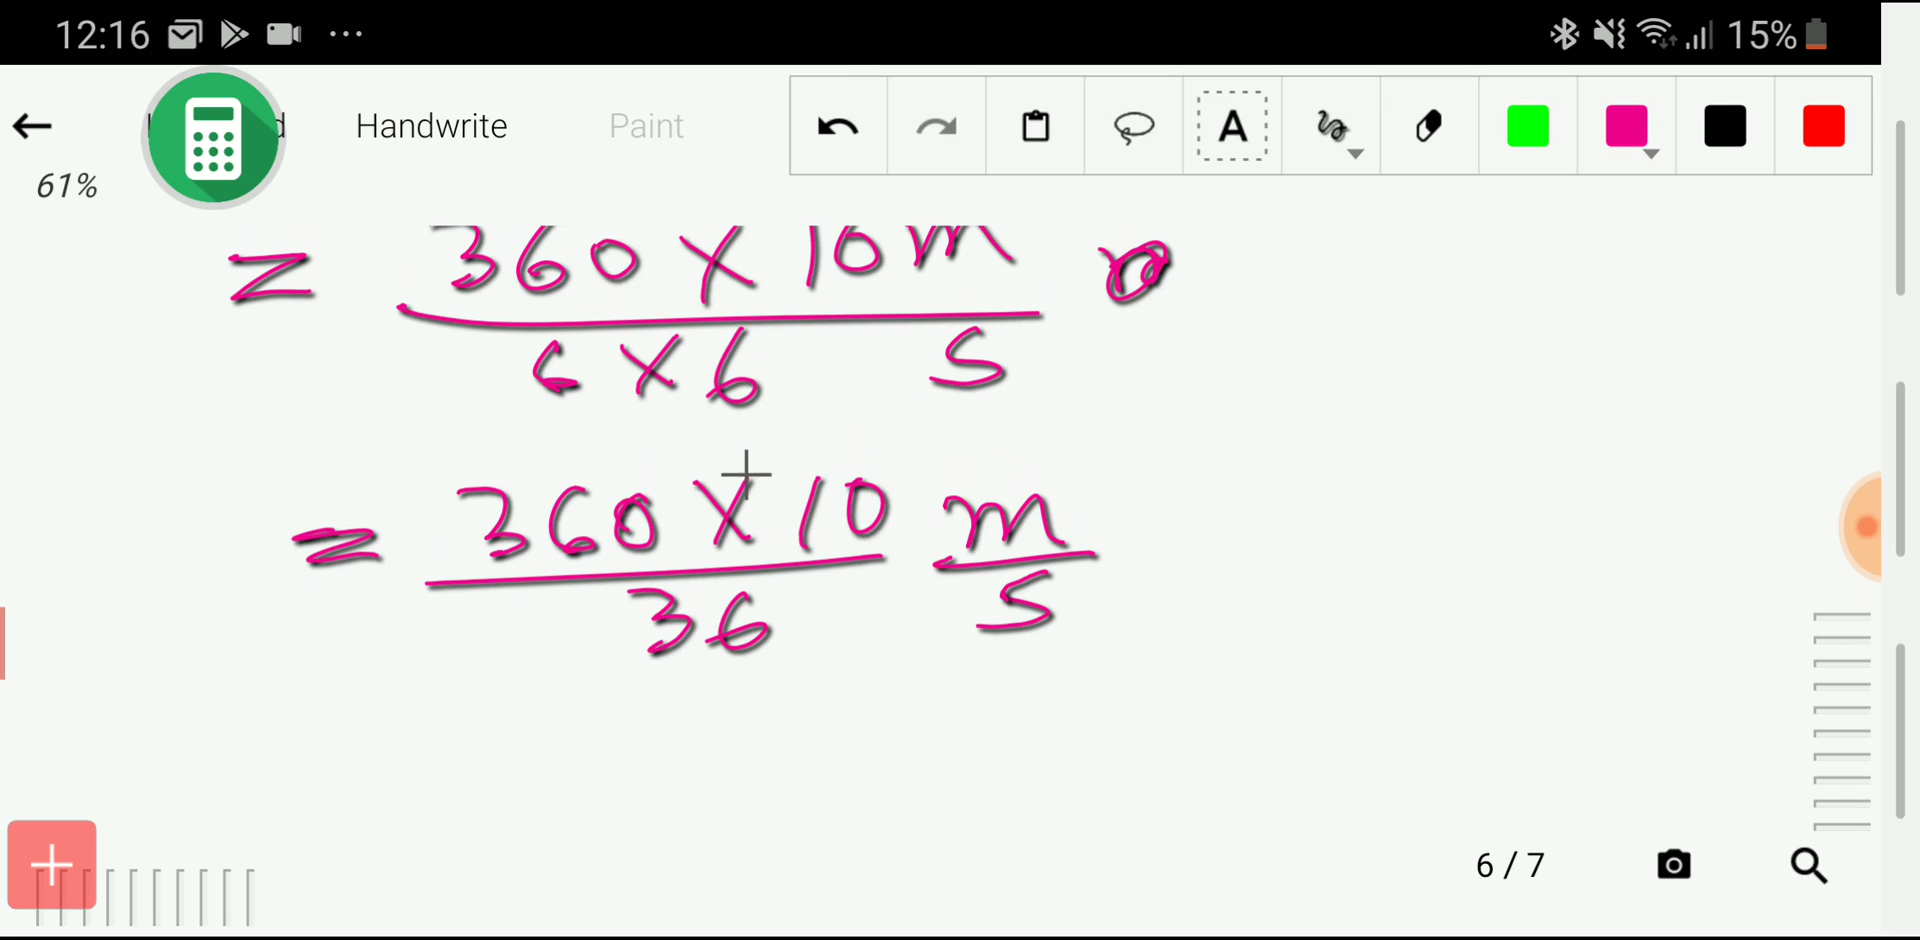 12:16 15%
Handwrite Paint A
61%
= 360 × 10 m
6 × 6 s
= 360 × 10 m
36 s
6 / 7